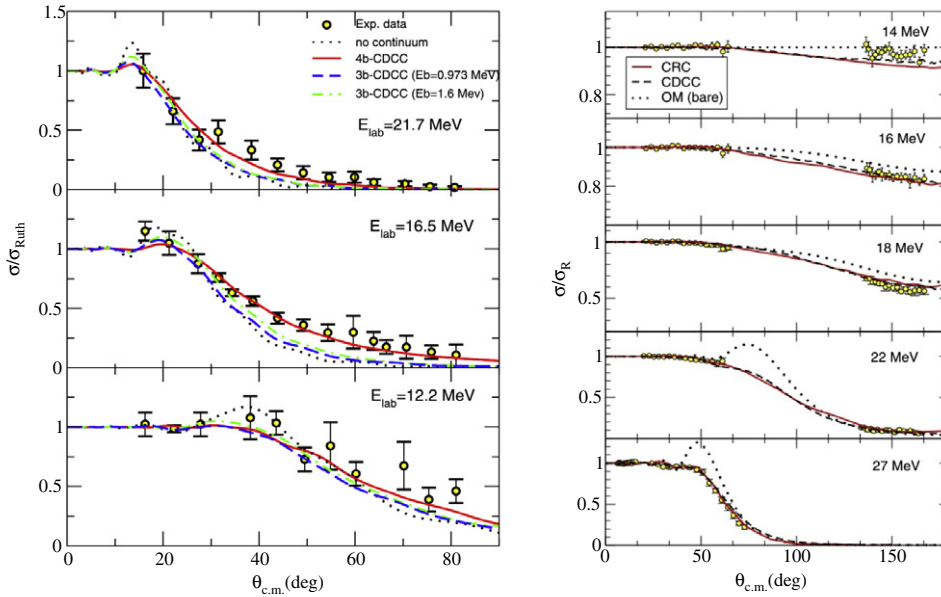 Exp. data
no continuum
4b-CDCC
3b-CDCC (Eb=0.973 MeV)
3b-CDCC (Eb=1.6 Mev)
E_lab=21.7 MeV
1
0.5
0
σ/σ_Ruth
E_lab=16.5 MeV
1
0.5
0
E_lab=12.2 MeV
1
0.5
0
0 20 40 60 80
θ_c.m.(deg)
14 MeV
1
0.8
CRC
CDCC
OM (bare)
16 MeV
1
0.8
σ/σ_R
18 MeV
1
0.5
22 MeV
1
0.5
27 MeV
1
0.5
0
0 50 100 150
θ_c.m.(deg)